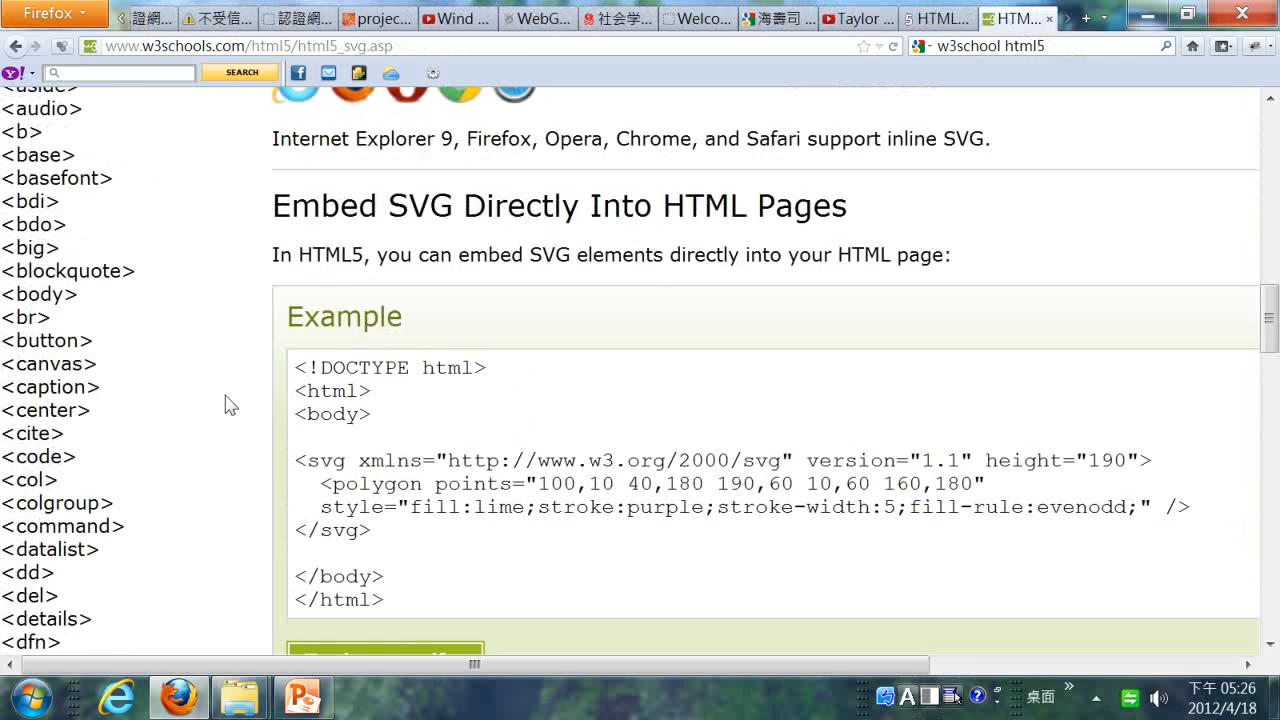 Firefox
證網...
不受信...
認證網...
projec...
Wind ...
WebG...
社会学...
Welco...
海壽司 ...
Taylor ...
5 HTML...
HTM...
www.w3schools.com/html5/html5_svg.asp
w3school html5
Y!
SEARCH
<aside>
<audio>
<b>
<base>
<basefont>
<bdi>
<bdo>
<big>
<blockquote>
<body>
<br>
<button>
<canvas>
<caption>
<center>
<cite>
<code>
<col>
<colgroup>
<command>
<datalist>
<dd>
<del>
<details>
<dfn>
Internet Explorer 9, Firefox, Opera, Chrome, and Safari support inline SVG.
Embed SVG Directly Into HTML Pages
In HTML5, you can embed SVG elements directly into your HTML page:
Example
<!DOCTYPE html>
<html>
<body>
<svg xmlns="http://www.w3.org/2000/svg" version="1.1" height="190">
<polygon points="100,10 40,180 190,60 10,60 160,180"
style="fill:lime;stroke:purple;stroke-width:5;fill-rule:evenodd;" />
</svg>
</body>
</html>
A
桌面
下午 05:26
2012/4/18